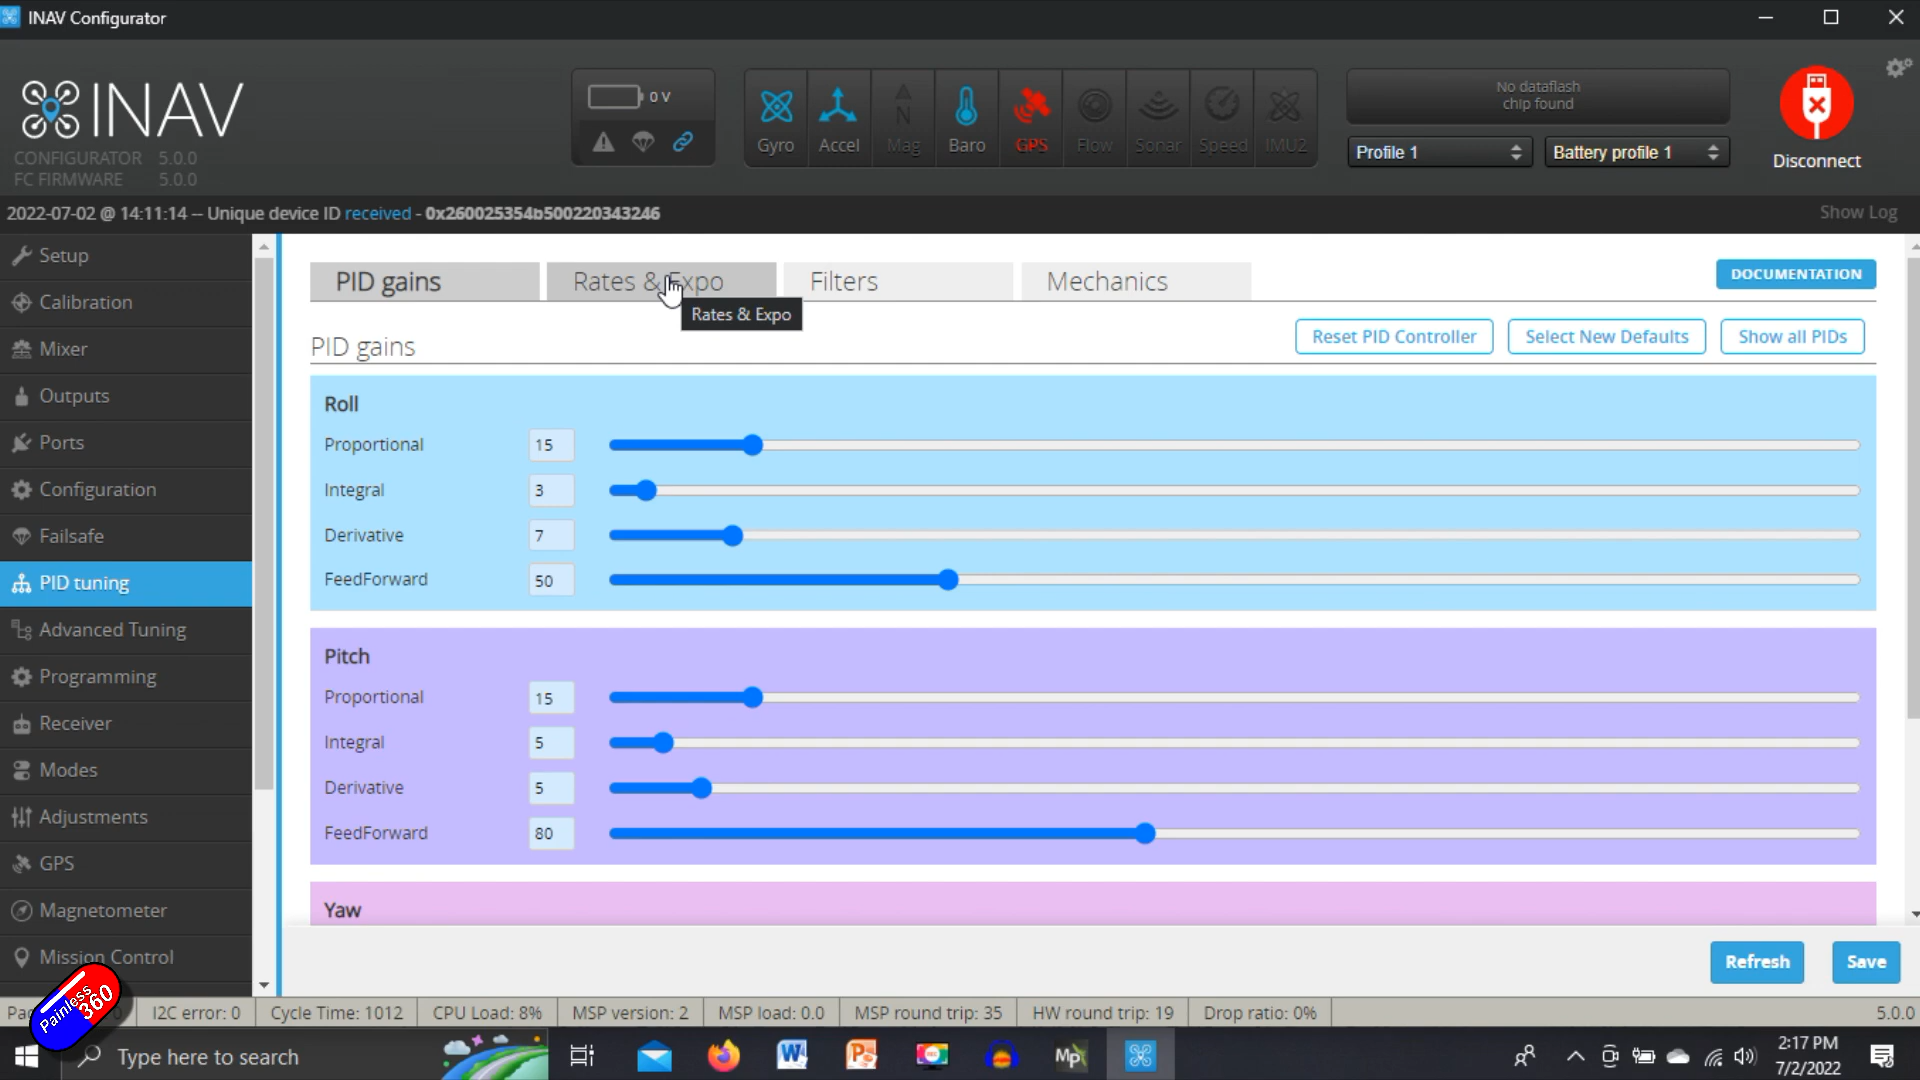 INAV Configurator
INAV
CONFIGURATOR 5.0.0
FC FIRMWARE 5.0.0
0 V
Gyro
Accel
N
Mag
Baro
GPS
Flow
Sonar
Speed
IMU2
No dataflash
chip found
Profile 1
Battery profile 1
Disconnect
2022-07-02 @ 14:11:14 -- Unique device ID received - 0x260025354b500220343246
Show Log
Setup
Calibration
Mixer
Outputs
Ports
Configuration
Failsafe
PID tuning
Advanced Tuning
Programming
Receiver
Modes
Adjustments
GPS
Magnetometer
Mission Control
PID gains
Rates & Expo
Filters
Mechanics
DOCUMENTATION
Rates & Expo
PID gains
Reset PID Controller
Select New Defaults
Show all PIDs
Roll
Proportional 15
Integral 3
Derivative 7
FeedForward 50
Pitch
Proportional 15
Integral 5
Derivative 5
FeedForward 80
Yaw
Refresh
Save
Painless
360
I2C error: 0
Cycle Time: 1012
CPU Load: 8%
MSP version: 2
MSP load: 0.0
MSP round trip: 35
HW round trip: 19
Drop ratio: 0%
5.0.0
Type here to search
W
P
REC
Mp
2:17 PM
7/2/2022